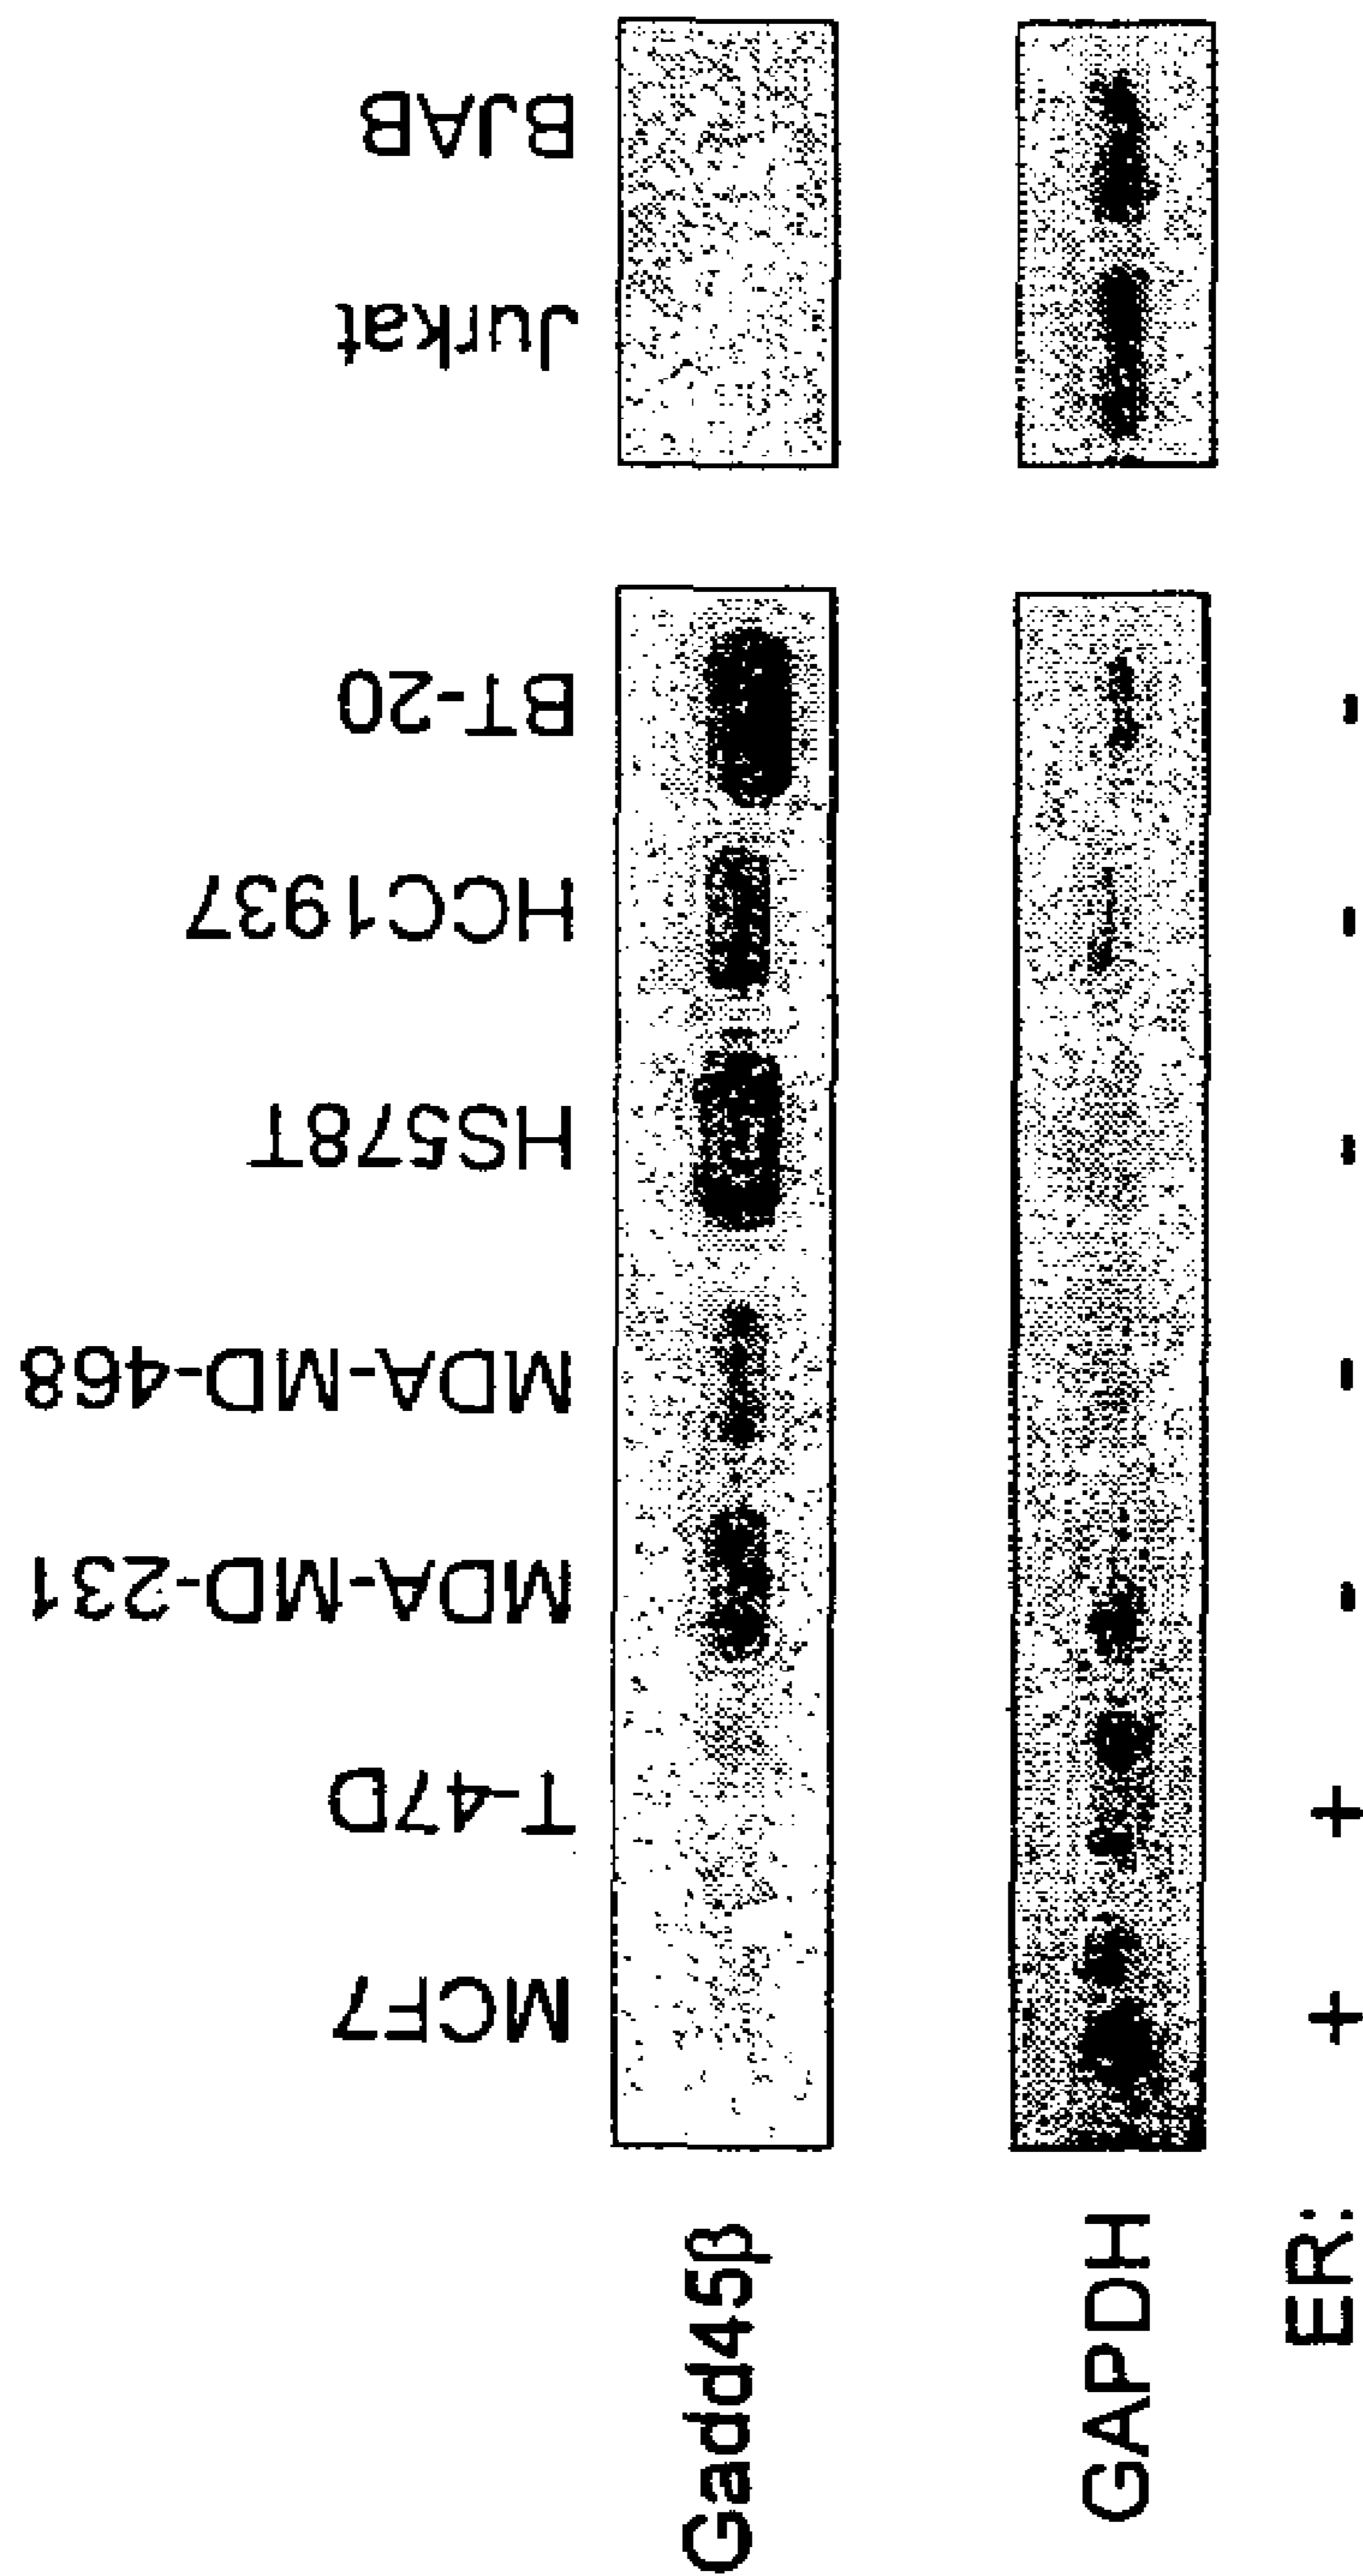 MCF7
T-47D
MDA-MD-231
MDA-MD-468
HS578T
HCC1937
BT-20
Jurkat
BJAB
Gadd45β
GAPDH
ER: + + - - - - -